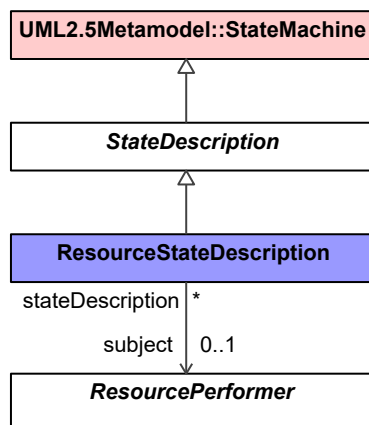 UML2.5Metamodel::StateMachine
StateDescription
ResourceStateDescription
stateDescription *
subject 0..1
ResourcePerformer